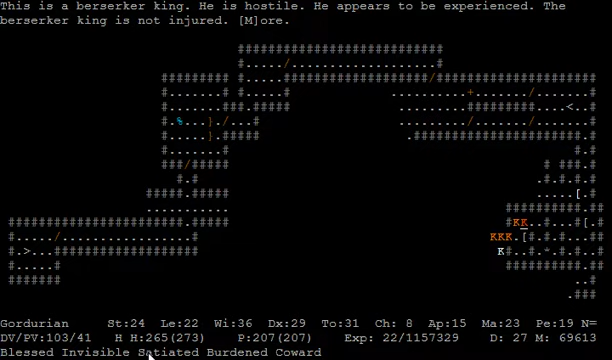 This is a berserker king. He is hostile. He appears to be experienced. The
berserker king is not injured. [M]ore.
Gordurian St:24 Le:22 Wi:36 Dx:29 To:31 Ch: 8 Ap:15 Ma:23 Pe:19 N=
DV/PV:103/41 H H:265(273) P:207(207) Exp: 22/1157329 D: 27 M: 69613
Blessed Invisible Satiated Burdened Coward